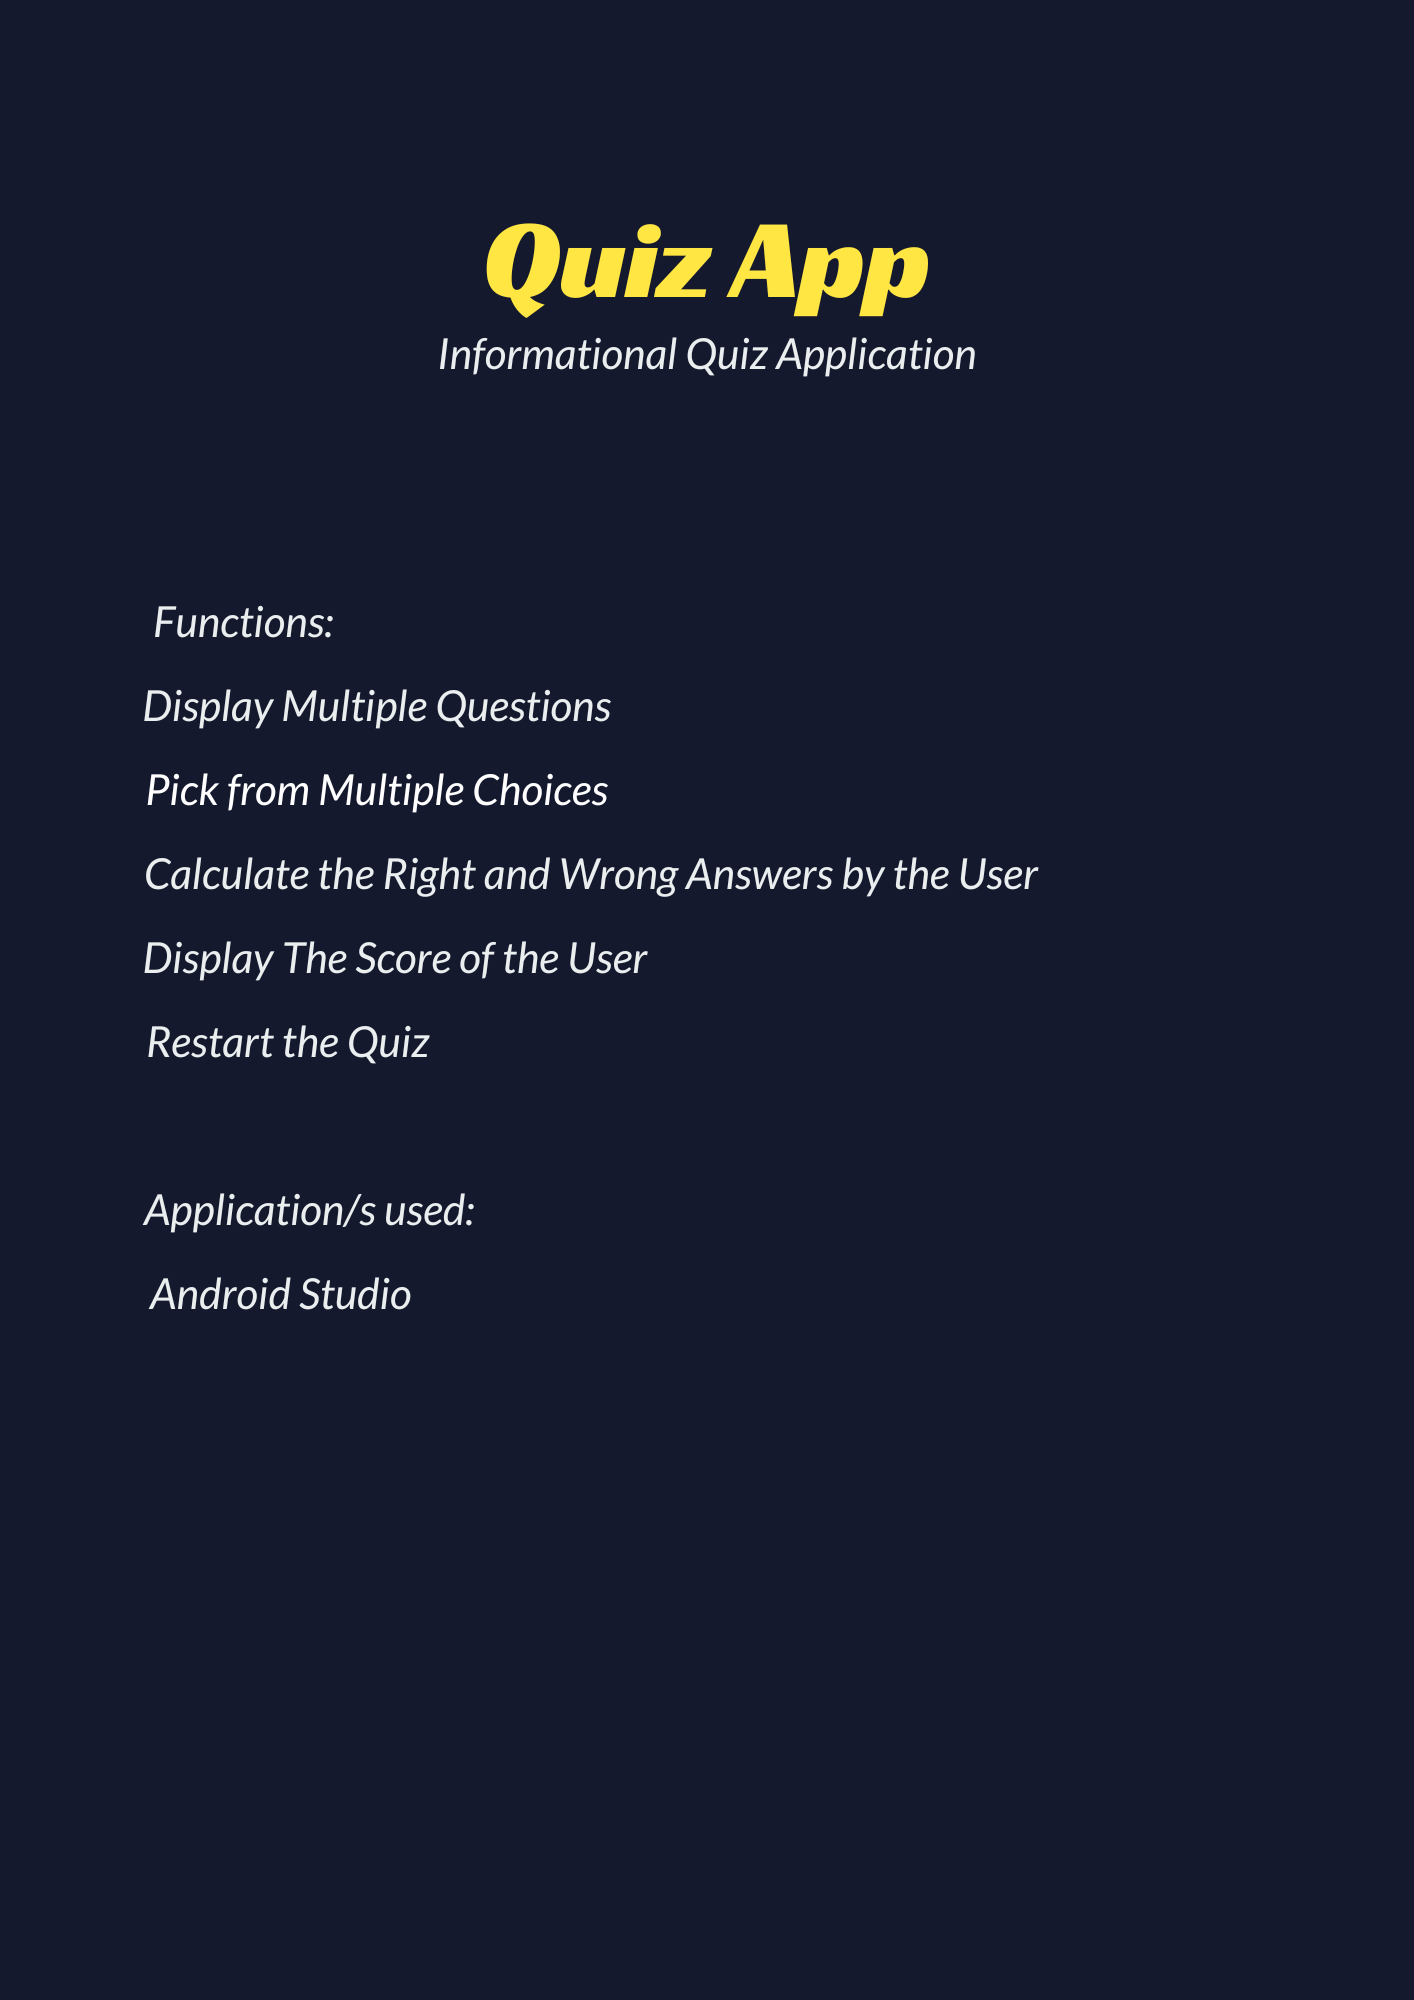 Quiz App
Informational Quiz Application
Functions:
Display Multiple Questions
Pick from Multiple Choices
Calculate the Right and Wrong Answers by the User
Display The Score of the User
Restart the Quiz
Application/s used:
Android Studio